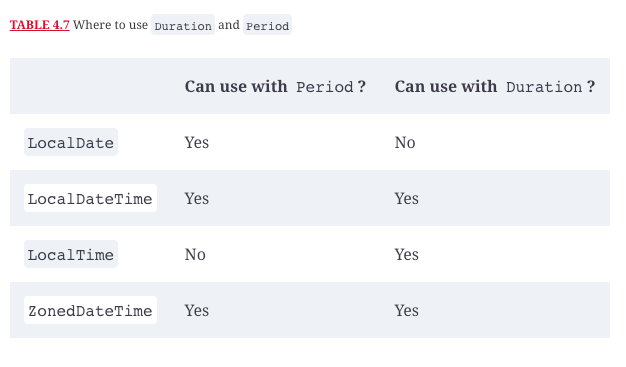 TABLE 4.7 Where to use Duration and Period
Can use with Period ? Can use with Duration ?
LocalDate Yes No
LocalDateTime Yes Yes
LocalTime No Yes
ZonedDateTime Yes Yes